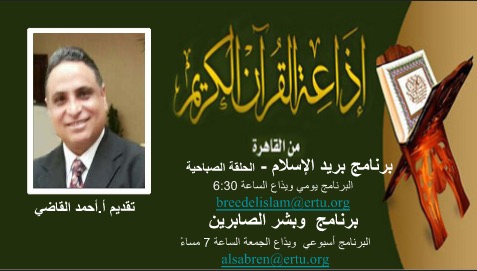 إذاعة القرآن الكريم
من القاهرة
برنامج بريد الإسلام - الحلقة الصباحية
البرنامج يومي ويذاع الساعة 6:30
breedelislam@ertu.org
برنامج وبشر الصابرين
البرنامج أسبوعي ويذاع الجمعة الساعة 7 مساءً
alsabren@ertu.org
تقديم أ.أحمد القاضي